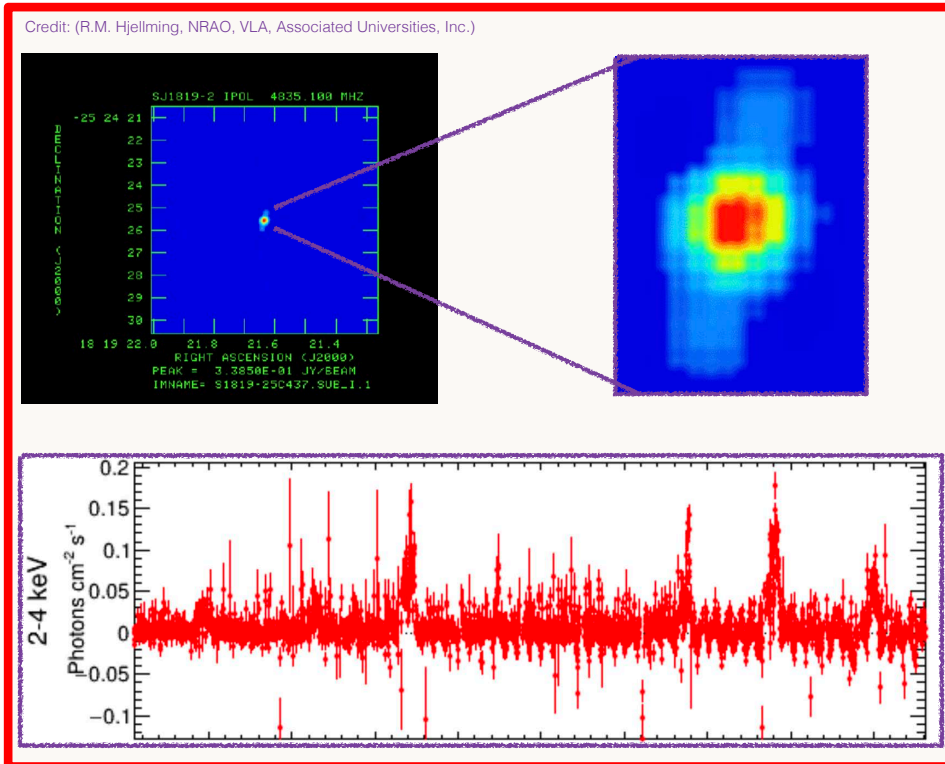 Credit: (R.M. Hjellming, NRAO, VLA, Associated Universities, Inc.)
SJ1819-2 IPOL 4835.100 MHZ
DECLINATION (J2000)
-25 24 21
22
23
24
25
26
27
28
29
30
18 19 22.0 21.8 21.6 21.4
RIGHT ASCENSION (J2000)
PEAK = 3.3850E-01 JY/BEAM
IMNAME= S1819-25C437.SUB_I.1
2-4 keV
Photons cm-2 s-1
0.2
0.15
0.1
0.05
0
−0.05
−0.1